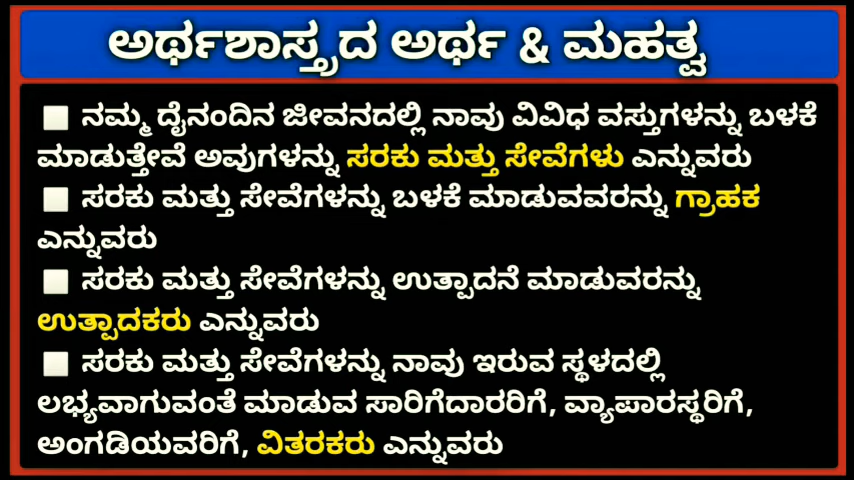 ಅರ್ಥಶಾಸ್ತ್ರದ ಅರ್ಥ & ಮಹತ್ವ
ನಮ್ಮ ದೈನಂದಿನ ಜೀವನದಲ್ಲಿ ನಾವು ವಿವಿಧ ವಸ್ತುಗಳನ್ನು ಬಳಕೆ
ಮಾಡುತ್ತೇವೆ ಅವುಗಳನ್ನು ಸರಕು ಮತ್ತು ಸೇವೆಗಳು ಎನ್ನುವರು
ಸರಕು ಮತ್ತು ಸೇವೆಗಳನ್ನು ಬಳಕೆ ಮಾಡುವವರನ್ನು ಗ್ರಾಹಕ
ಎನ್ನುವರು
ಸರಕು ಮತ್ತು ಸೇವೆಗಳನ್ನು ಉತ್ಪಾದನೆ ಮಾಡುವರನ್ನು
ಉತ್ಪಾದಕರು ಎನ್ನುವರು
ಸರಕು ಮತ್ತು ಸೇವೆಗಳನ್ನು ನಾವು ಇರುವ ಸ್ಥಳದಲ್ಲಿ
ಲಭ್ಯವಾಗುವಂತೆ ಮಾಡುವ ಸಾರಿಗೆದಾರರಿಗೆ, ವ್ಯಾಪಾರಸ್ಥರಿಗೆ,
ಅಂಗಡಿಯವರಿಗೆ, ವಿತರಕರು ಎನ್ನುವರು